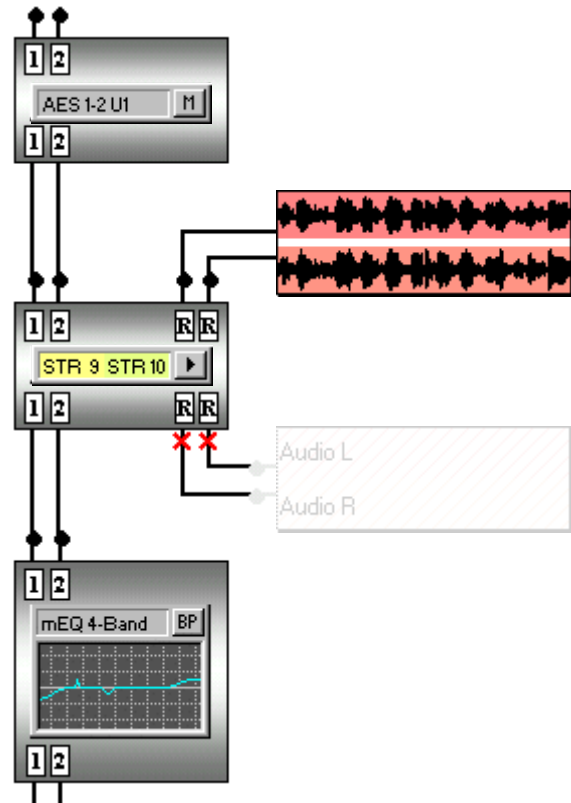 1 2
AES 1-2 U1 M
1 2
1 2 R R
STR 9 STR 10
1 2 R R
Audio L
Audio R
1 2
mEQ 4-Band BP
1 2